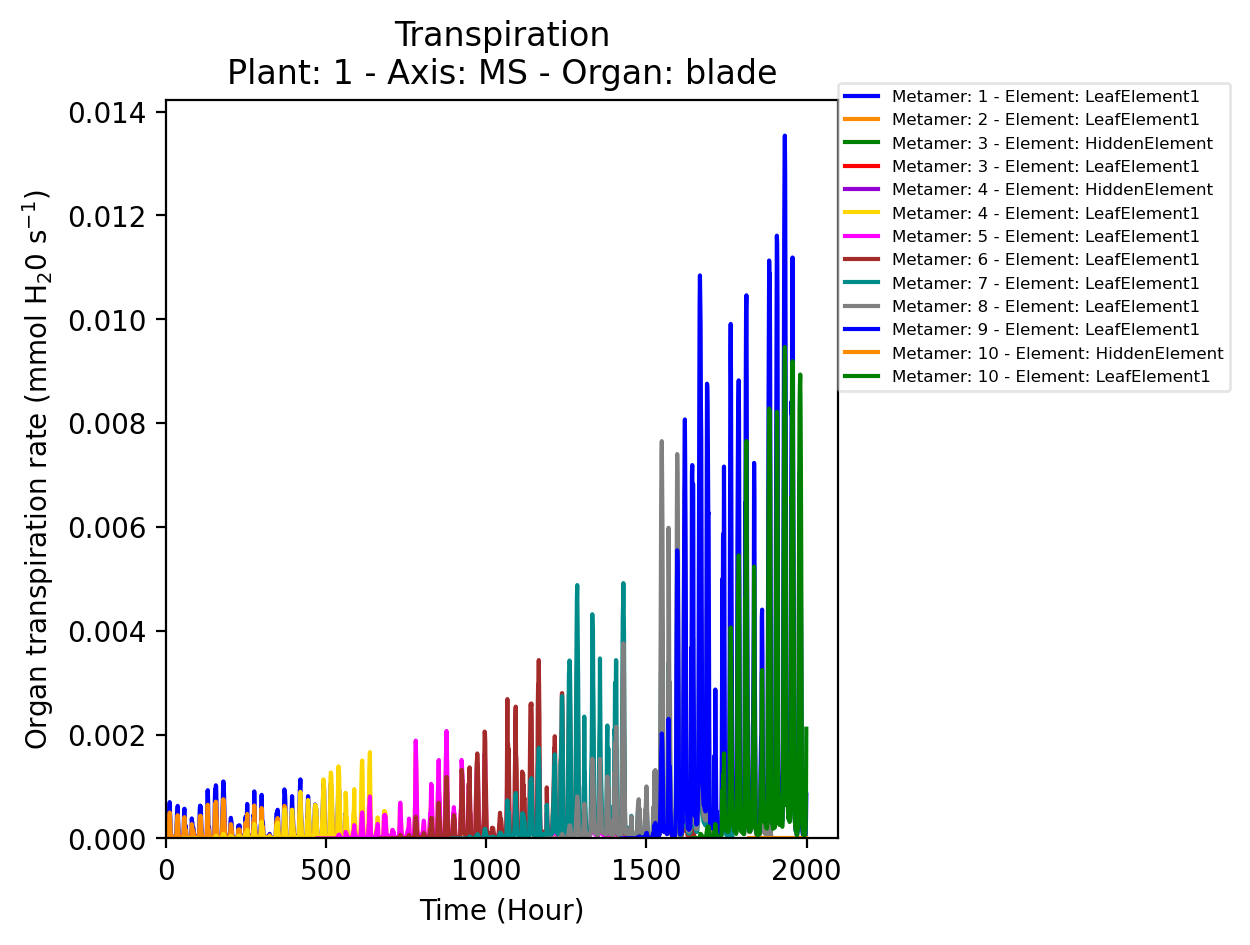 Transpiration
Plant: 1 - Axis: MS - Organ: blade
Organ transpiration rate (mmol H₂0 s⁻¹)
0.014
0.012
0.010
0.008
0.006
0.004
0.002
0.000
0
500
1000
1500
2000
Time (Hour)
Metamer: 1 - Element: LeafElement1
Metamer: 2 - Element: LeafElement1
Metamer: 3 - Element: HiddenElement
Metamer: 3 - Element: LeafElement1
Metamer: 4 - Element: HiddenElement
Metamer: 4 - Element: LeafElement1
Metamer: 5 - Element: LeafElement1
Metamer: 6 - Element: LeafElement1
Metamer: 7 - Element: LeafElement1
Metamer: 8 - Element: LeafElement1
Metamer: 9 - Element: LeafElement1
Metamer: 10 - Element: HiddenElement
Metamer: 10 - Element: LeafElement1